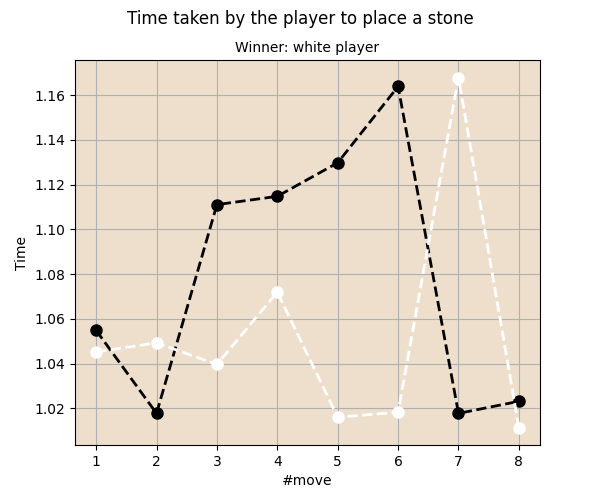 Time taken by the player to place a stone
Winner: white player
1.16
1.14
1.12
1.10
1.08
1.06
1.04
1.02
Time
1 2 3 4 5 6 7 8
#move